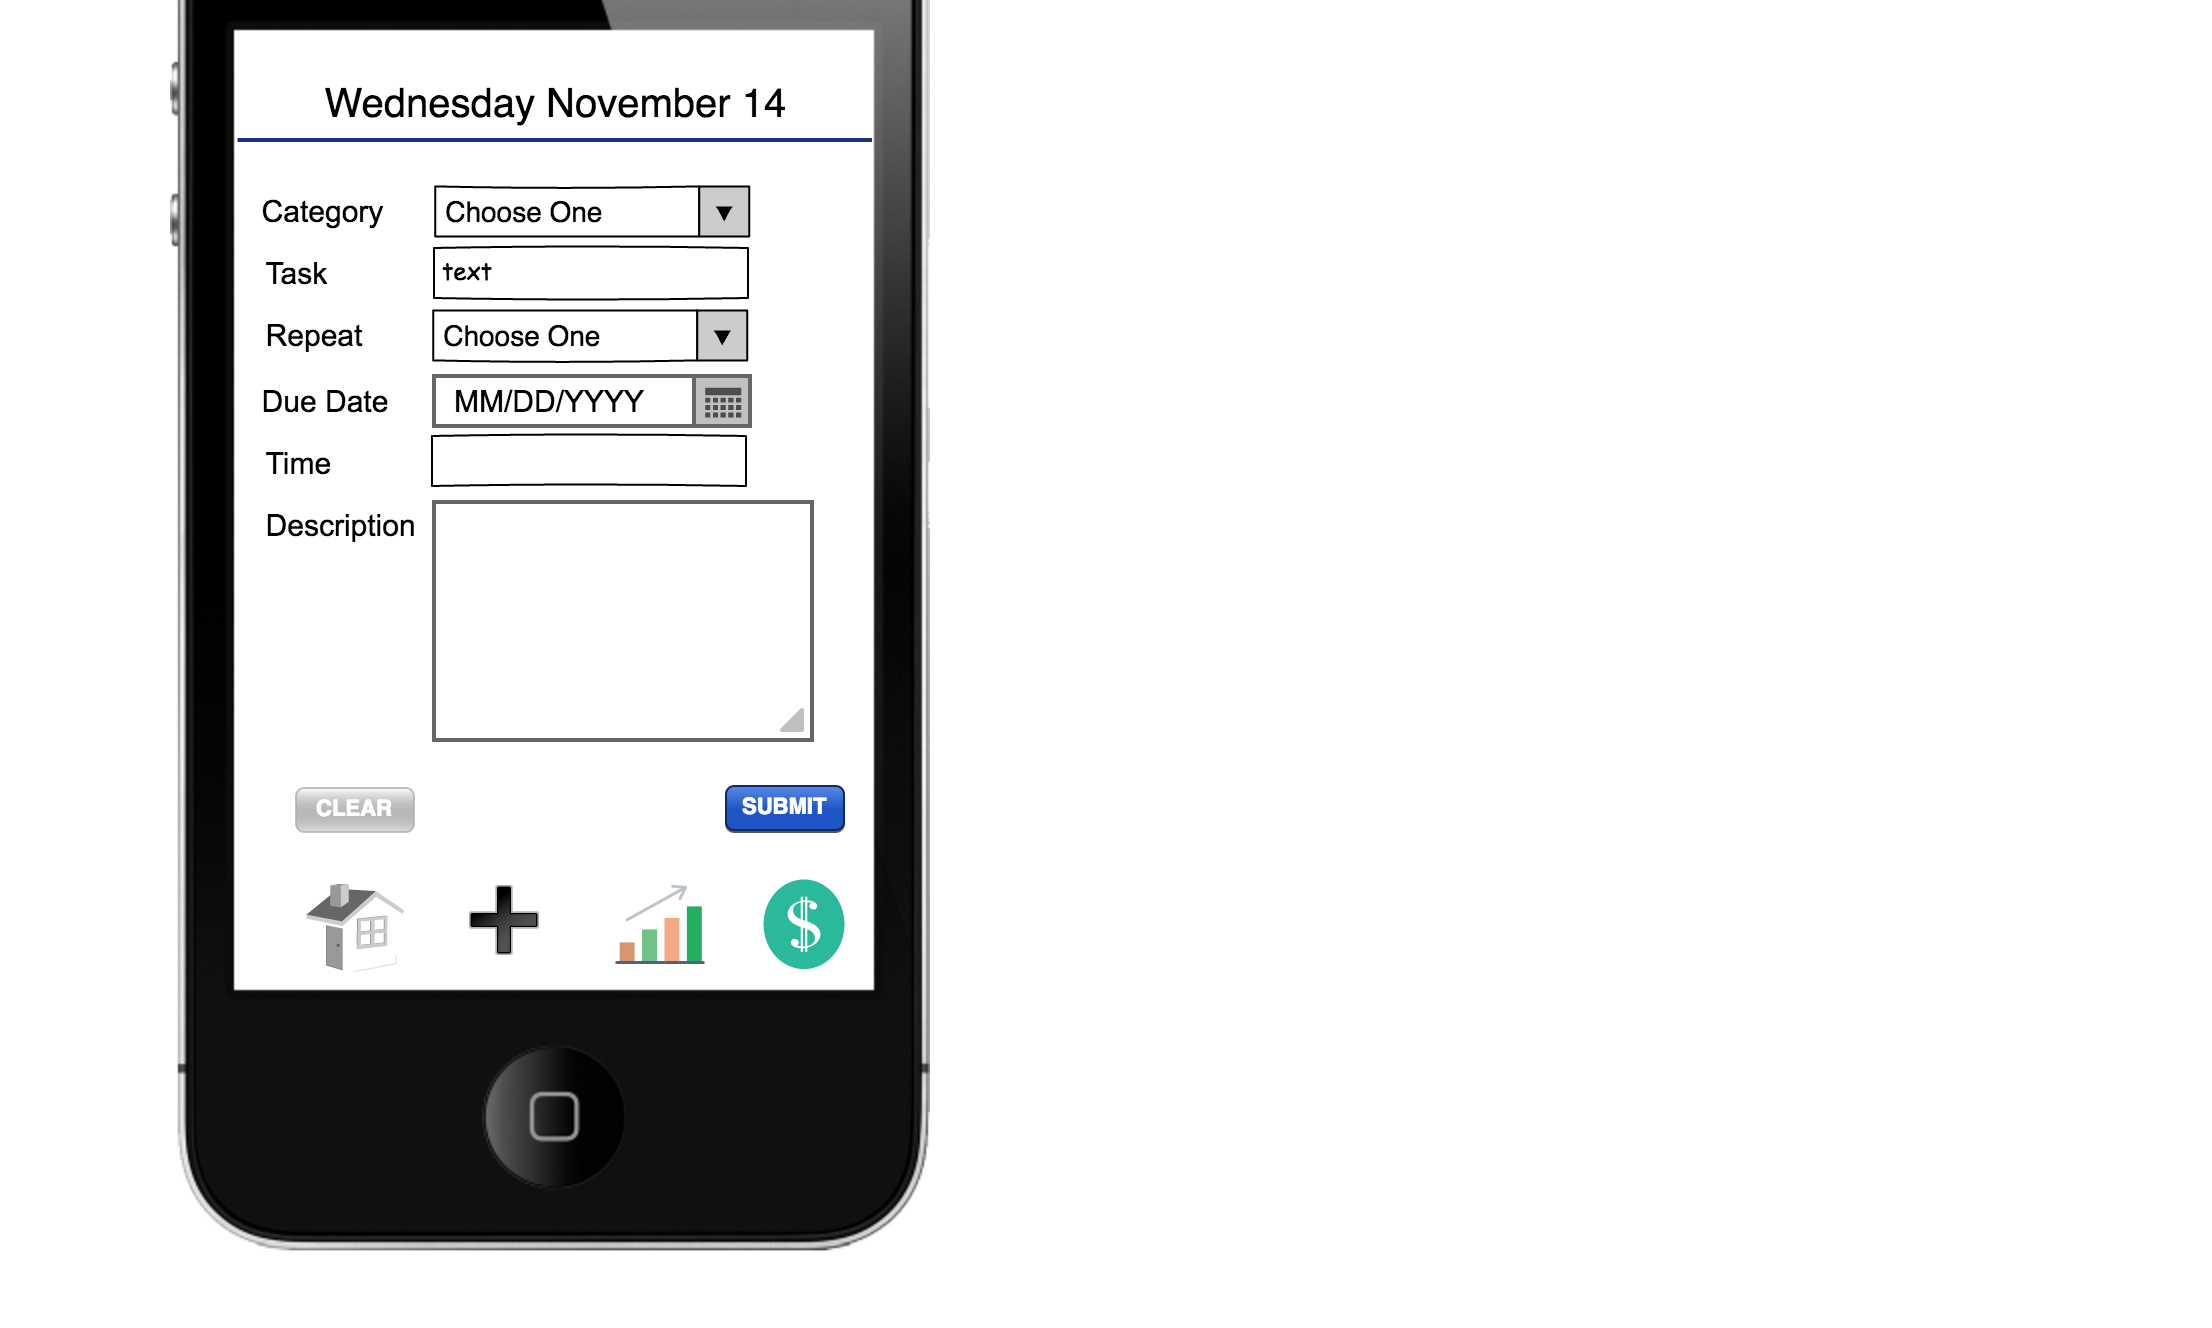 Wednesday November 14
Category Choose One ▼
Task text
Repeat Choose One ▼
Due Date MM/DD/YYYY
Time
Description
CLEAR SUBMIT
$